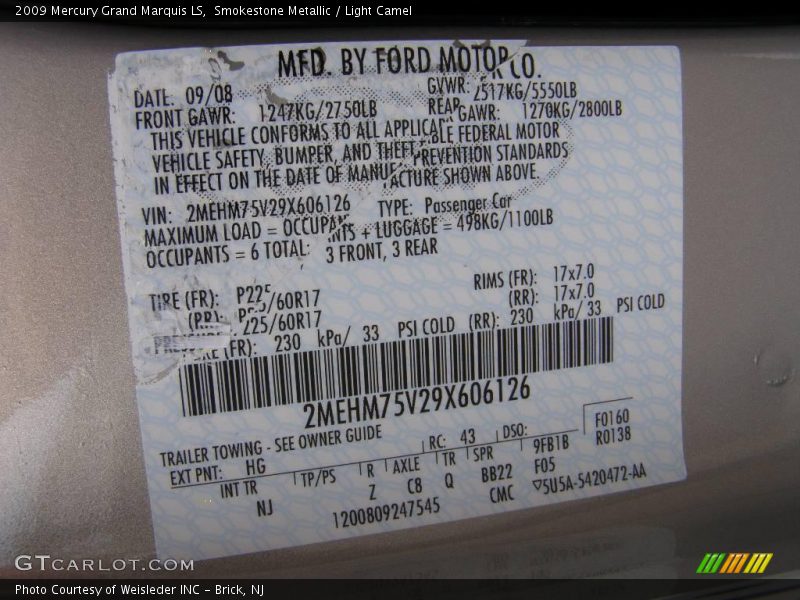 2009 Mercury Grand Marquis LS, Smokestone Metallic / Light Camel
MFD. BY FORD MOTOR CO.
DATE: 09/08 GVWR: 2517KG/5550LB
FRONT GAWR: 1247KG/2750LB REAR GAWR: 1270KG/2800LB
THIS VEHICLE CONFORMS TO ALL APPLICABLE FEDERAL MOTOR
VEHICLE SAFETY, BUMPER, AND THEFT PREVENTION STANDARDS
IN EFFECT ON THE DATE OF MANUFACTURE SHOWN ABOVE.
VIN: 2MEHM75V29X606126 TYPE: Passenger Car
MAXIMUM LOAD = OCCUPANTS + LUGGAGE = 498KG/1100LB
OCCUPANTS = 6 TOTAL: 3 FRONT, 3 REAR
TIRE (FR): P225/60R17 RIMS (FR): 17x7.0
(RR): P225/60R17 (RR): 17x7.0
PRESSURE (FR): 230 kPa/ 33 PSI COLD (RR): 230 kPa/ 33 PSI COLD
2MEHM75V29X606126
TRAILER TOWING - SEE OWNER GUIDE RC: 43 DSO: F0160
EXT PNT: HG 9FB1B R0138
INT TR TP/PS R AXLE TR SPR F05
NJ Z C8 Q BB22
1200809247545 CMC ▽5U5A-5420472-AA
GTCARLOT.COM
Photo Courtesy of Weisleder INC - Brick, NJ